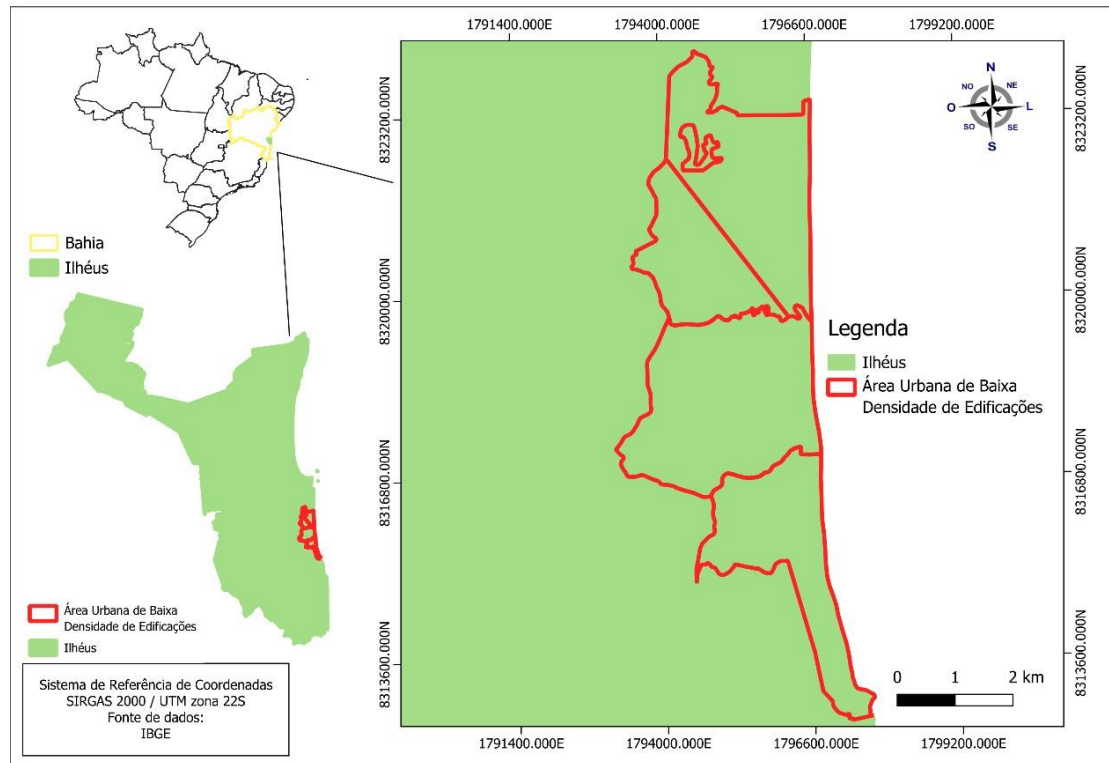 1791400.000E
1794000.000E
1796600.000E
1799200.000E
N
NO
NE
O
L
SO
SE
S
8323200.000N
8323200.000N
Bahia
Ilhéus
8320000.000N
8320000.000N
Legenda
Ilhéus
Área Urbana de Baixa
Densidade de Edificações
8316800.000N
8316800.000N
Área Urbana de Baixa
Densidade de Edificações
Ilhéus
8313600.000N
8313600.000N
0
1
2 km
Sistema de Referência de Coordenadas
SIRGAS 2000 / UTM zona 22S
Fonte de dados:
IBGE
1791400.000E
1794000.000E
1796600.000E
1799200.000E